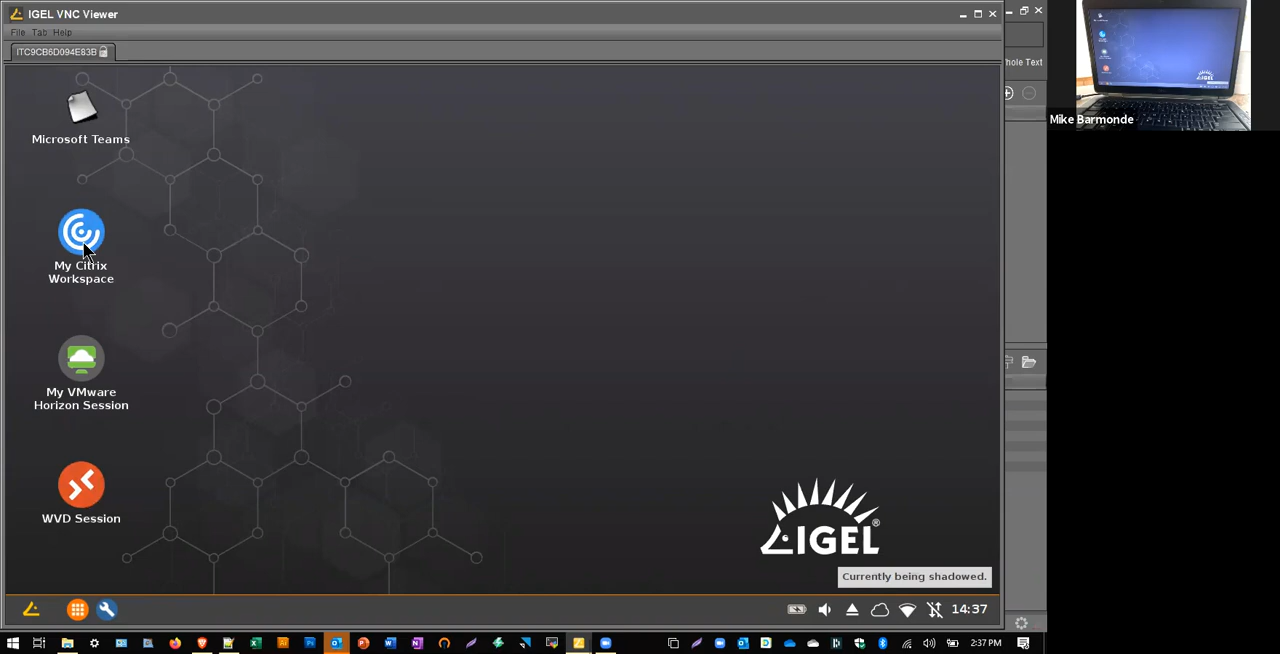 IGEL VNC Viewer
File Tab Help
ITC9CB6D094E83B
hole Text
Mike Barmonde
Microsoft Teams
My Citrix
Workspace
My VMware
Horizon Session
WVD Session
IGEL®
Currently being shadowed.
14:37
2:37 PM